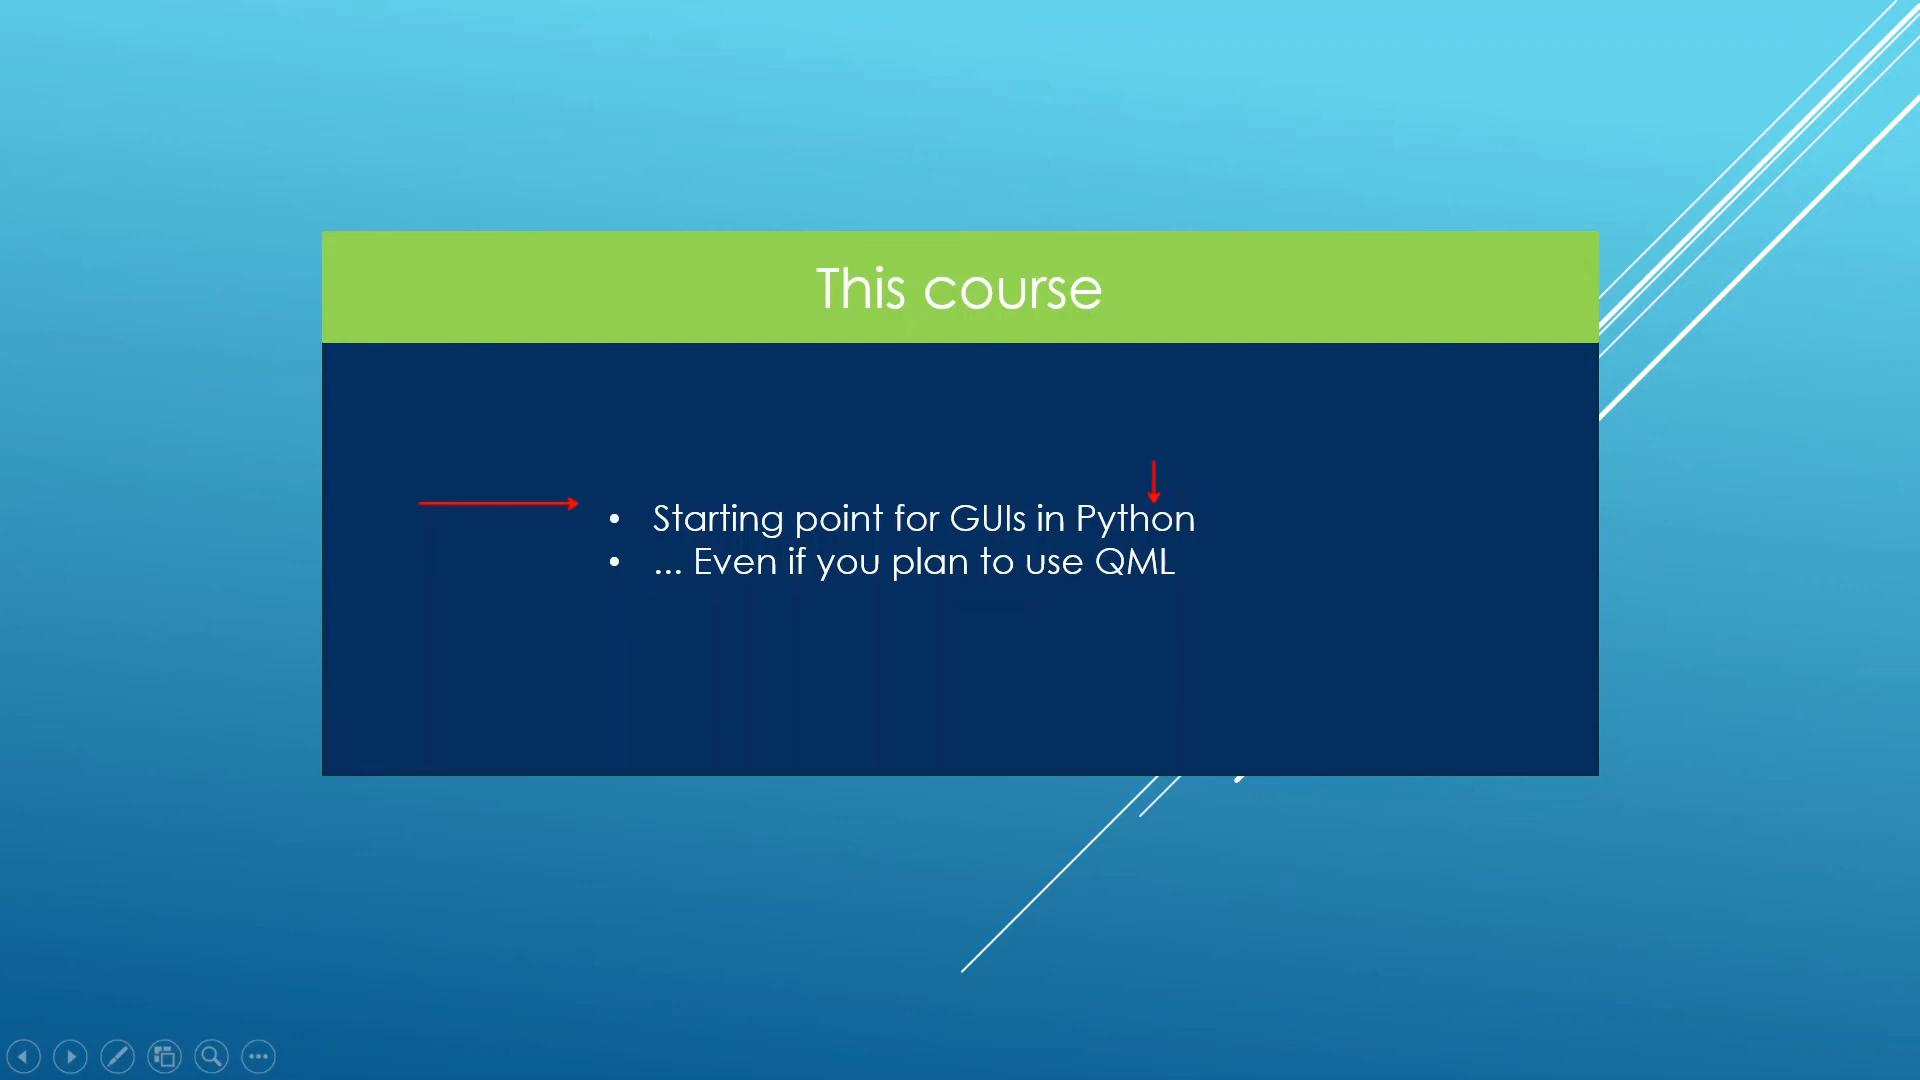 This course
• Starting point for GUIs in Python
• ... Even if you plan to use QML